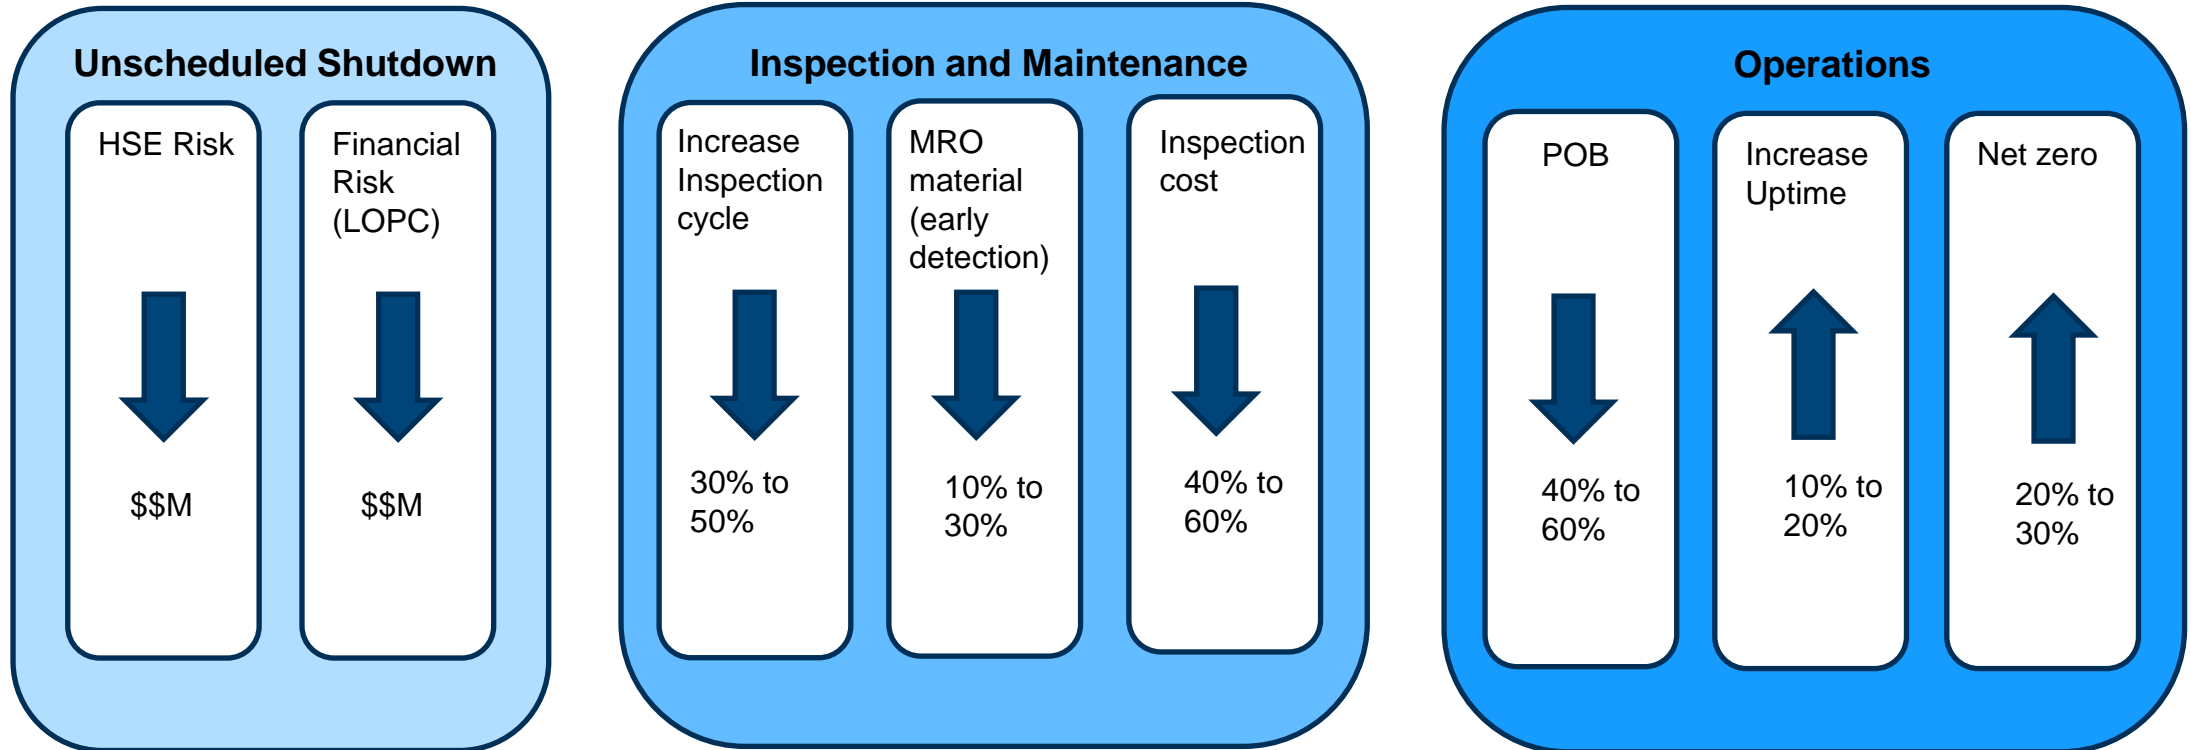 Unscheduled Shutdown
HSE Risk
$$M
Financial
Risk
(LOPC)
$$M
Inspection and Maintenance
Increase
Inspection
cycle
30% to
50%
MRO
material
(early
detection)
10% to
30%
Inspection
cost
40% to
60%
Operations
POB
40% to
60%
Increase
Uptime
10% to
20%
Net zero
20% to
30%